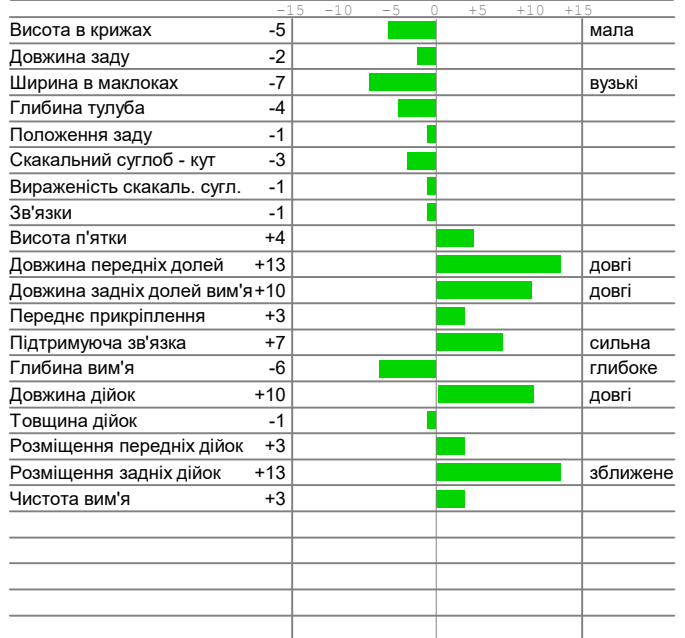 -15 -10 -5 0 +5 +10 +15
Висота в крижах -5 мала
Довжина заду -2
Ширина в маклоках -7 вузькі
Глибина тулуба -4
Положення заду -1
Скакальний суглоб - кут -3
Вираженість скакаль. сугл. -1
Зв'язки -1
Висота п'ятки +4
Довжина передніх долей +13 довгі
Довжина задніх долей вим'я +10 довгі
Переднє прикріплення +3
Підтримуюча зв'язка +7 сильна
Глибина вим'я -6 глибоке
Довжина дійок +10 довгі
Товщина дійок -1
Розміщення передніх дійок +3
Розміщення задніх дійок +13 зближене
Чистота вим'я +3